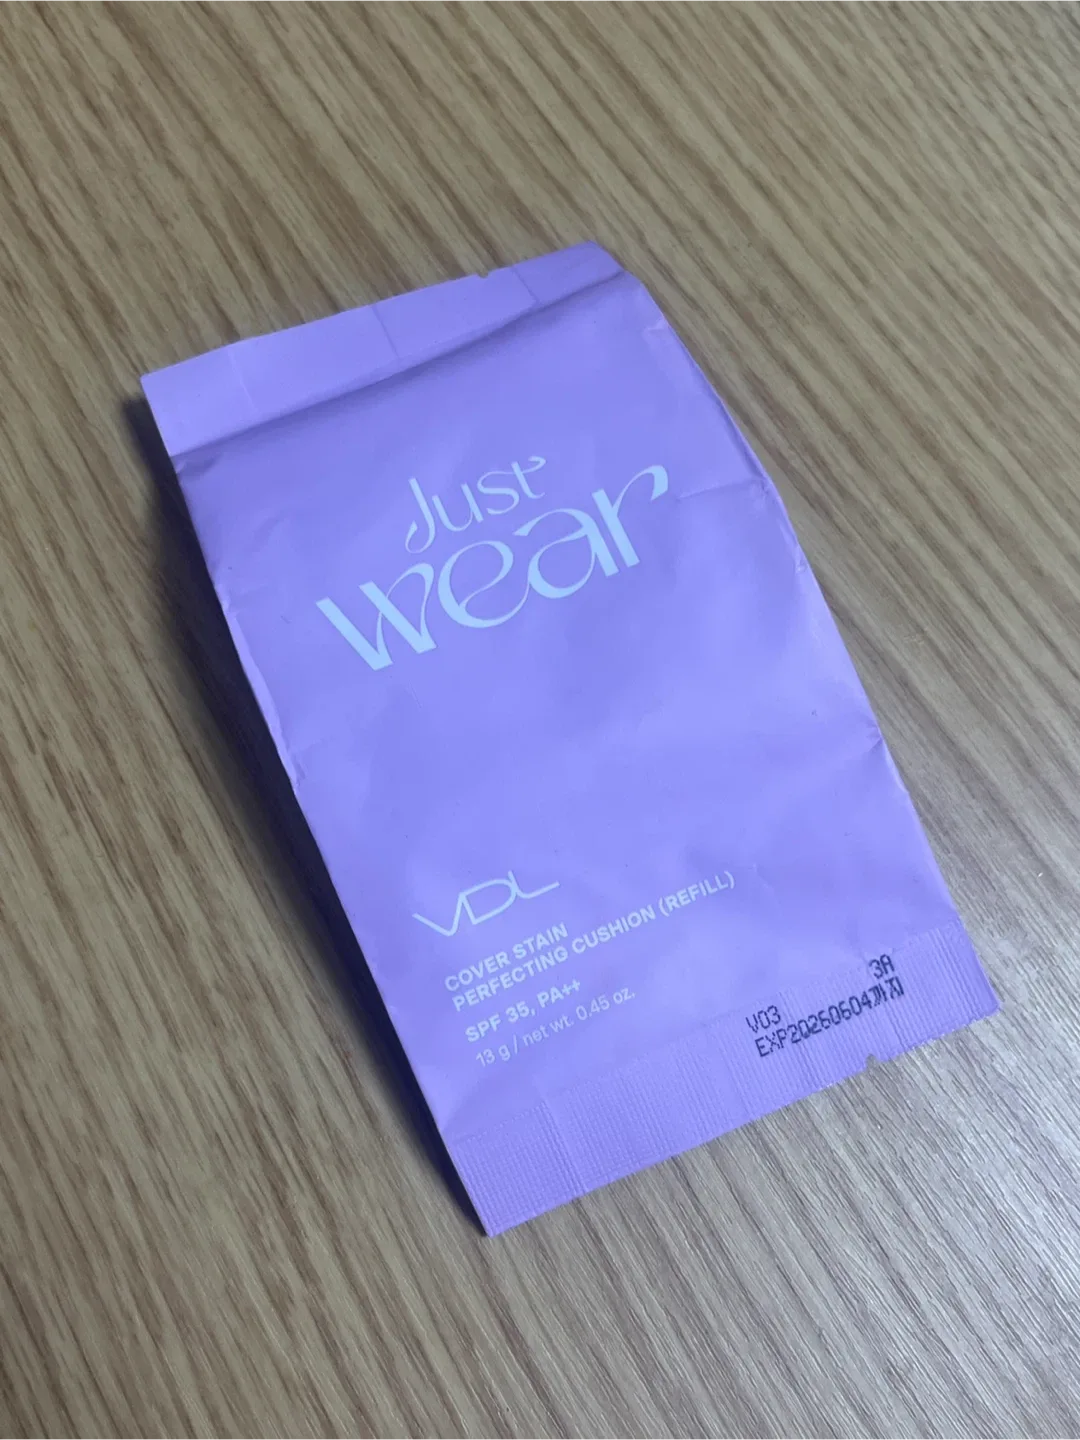 Just
wear
VDL
COVER STAIN
PERFECTING CUSHION (REFILL)
SPF 35, PA++
13 g / net wt. 0.45 oz.
V03 3A
EXP20260604까지